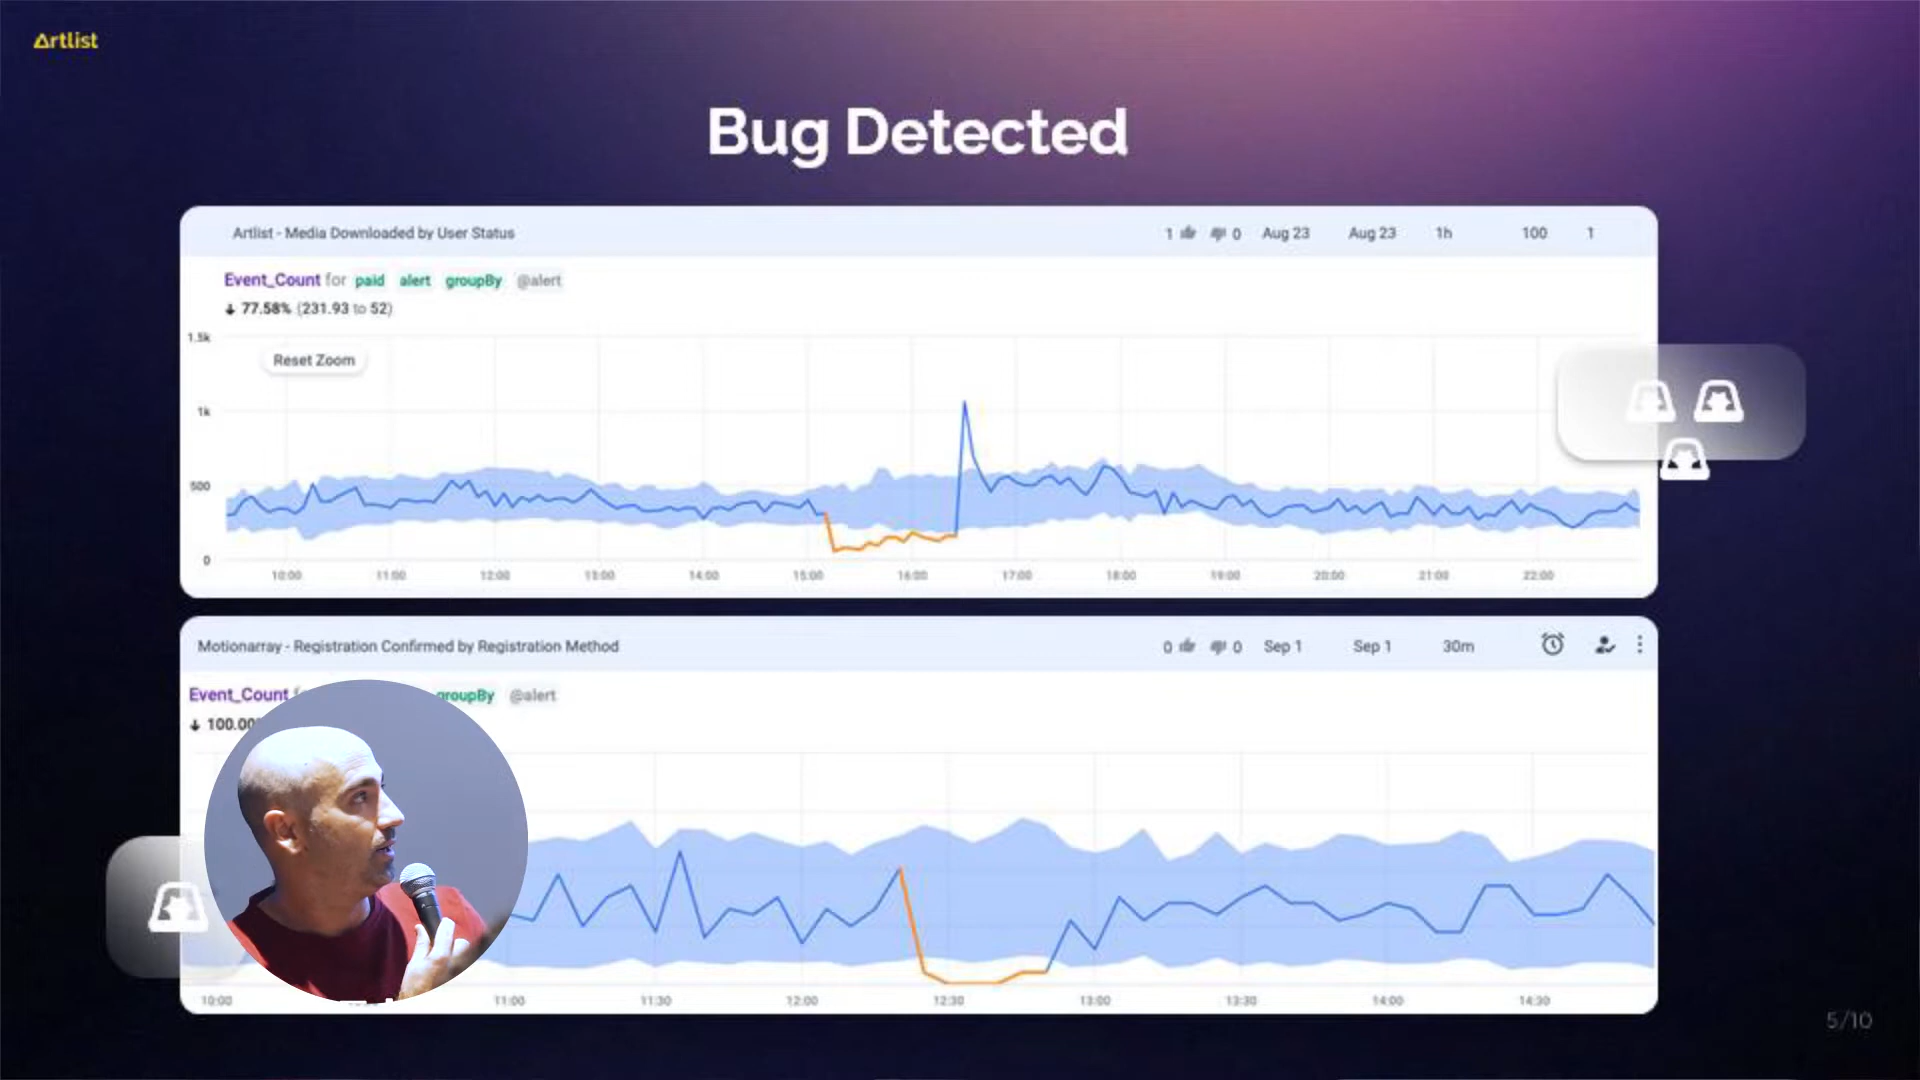 Artlist
Bug Detected
Artlist - Media Downloaded by User Status 1 0 Aug 23 Aug 23 1h 100 1
Event_Count for paid alert groupBy @alert
↓ 77.58% (231.93 to 52)
1.5k
Reset Zoom
1k
500
0
10:00 11:00 12:00 13:00 14:00 15:00 16:00 17:00 18:00 19:00 20:00 21:00 22:00
Motionarray - Registration Confirmed by Registration Method 0 0 Sep 1 Sep 1 30m
Event_Count groupBy @alert
↓ 100.00
10:00 11:00 11:30 12:00 12:30 13:00 13:30 14:00 14:30
5/10